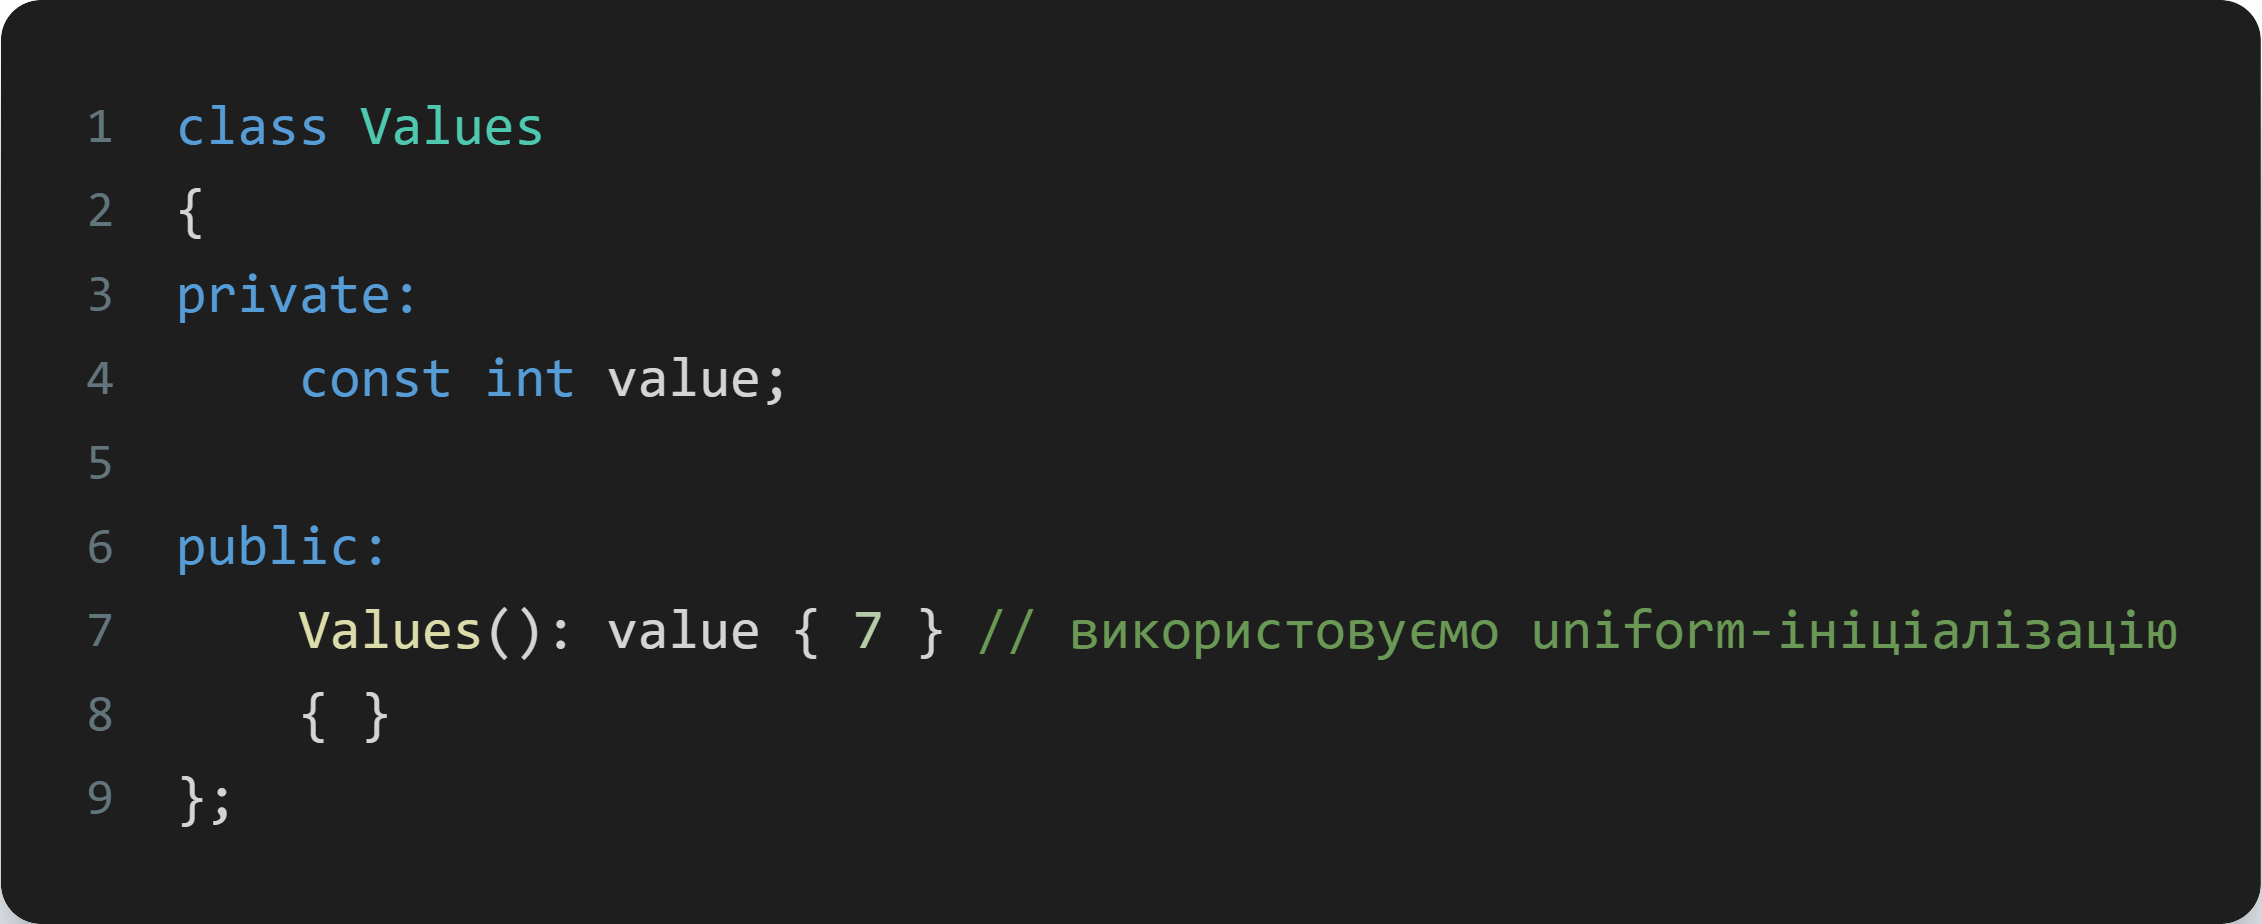 1 class Values
2 {
3 private:
4     const int value;
5
6 public:
7     Values(): value { 7 } // використовуємо uniform-ініціалізацію
8     { }
9 };